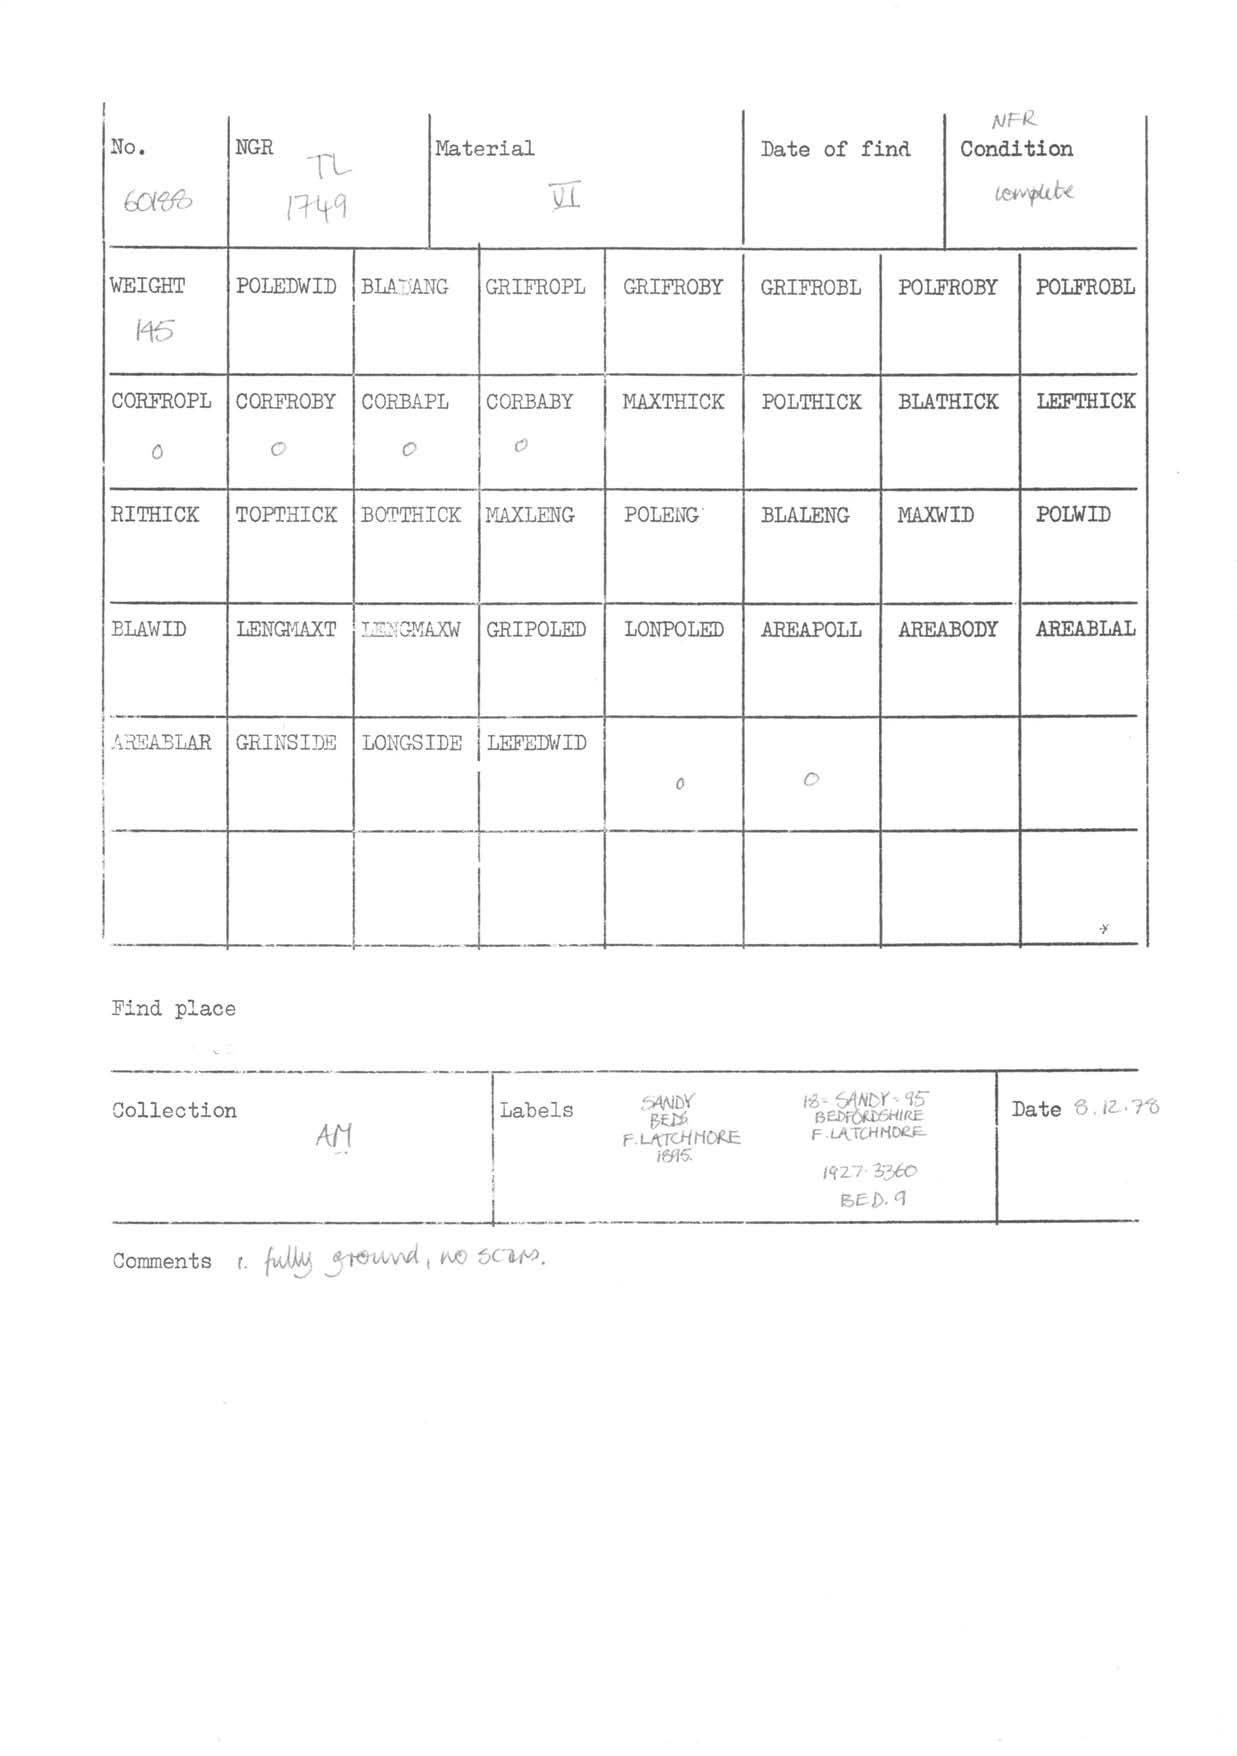 NFR
No. NGR Material Date of find Condition
60188 TL 1749 VI complete
WEIGHT POLEDWID BLADANG GRIFROPL GRIFROBY GRIFROBL POLFROBY POLFROBL
145
CORFROPL CORFROBY CORBAPL CORBABY MAXTHICK POLTHICK BLATHICK LEFTHICK
0 0 0 0
RITHICK TOPTHICK BOTTHICK MAXLENG POLENG BLALENG MAXWID POLWID
BLAWID LENGMAXT LENGMAXW GRIPOLED LONPOLED AREAPOLL AREABODY AREABLAL
AREABLAR GRINSIDE LONGSIDE LEFEDWID
0 0
Find place
Collection
AM
Labels
SANDY
BEDS
F. LATCHMORE
1895.
18=SANDY=95
BEDFORDSHIRE
F. LATCHMORE
1927.3360
BED. 9
Date 8.12.78
Comments 1. fully ground, no scars.